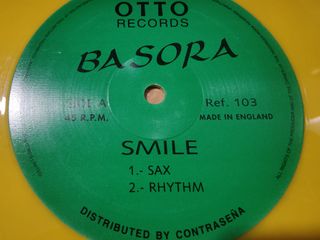 OTTO
RECORDS
BASORA
SIDE A
Ref. 103
45 R.P.M.
MADE IN ENGLAND
SMILE
1.- SAX
2.- RHYTHM
DISTRIBUTED BY CONTRASEÑA